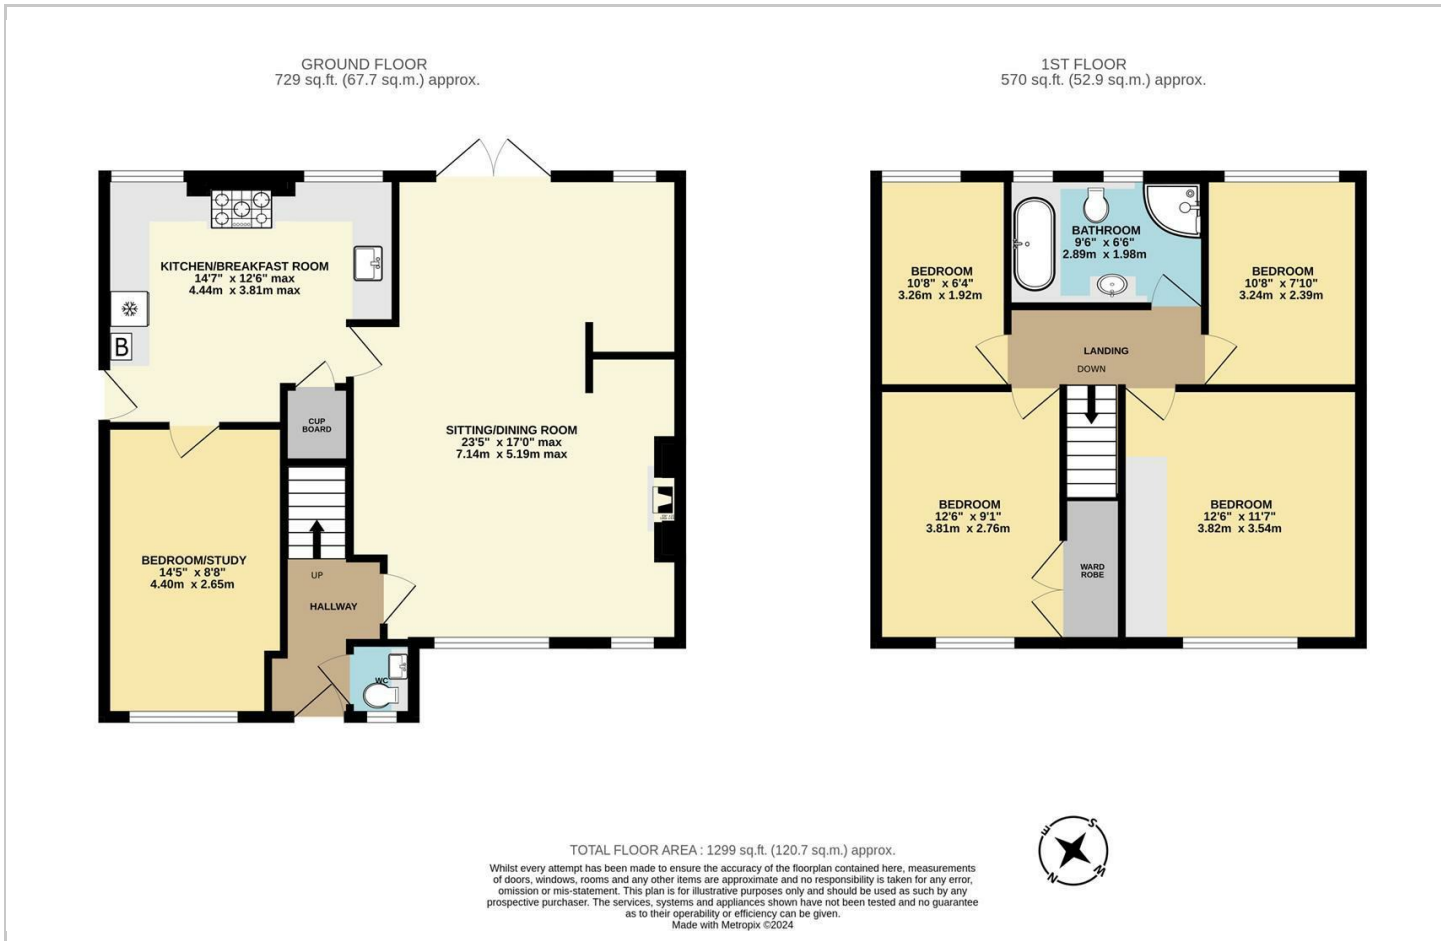 GROUND FLOOR
729 sq.ft. (67.7 sq.m.) approx.
KITCHEN/BREAKFAST ROOM
14'7" x 12'6" max
4.44m x 3.81m max
B
CUP
BOARD
SITTING/DINING ROOM
23'5" x 17'0" max
7.14m x 5.19m max
BEDROOM/STUDY
14'5" x 8'8"
4.40m x 2.65m
UP
HALLWAY
WC
1ST FLOOR
570 sq.ft. (52.9 sq.m.) approx.
BATHROOM
9'6" x 6'6"
2.89m x 1.98m
BEDROOM
10'8" x 6'4"
3.26m x 1.92m
BEDROOM
10'8" x 7'10"
3.24m x 2.39m
LANDING
DOWN
BEDROOM
12'6" x 9'1"
3.81m x 2.76m
WARD
ROBE
BEDROOM
12'6" x 11'7"
3.82m x 3.54m
E
S
N
W
TOTAL FLOOR AREA : 1299 sq.ft. (120.7 sq.m.) approx.
Whilst every attempt has been made to ensure the accuracy of the floorplan contained here, measurements
of doors, windows, rooms and any other items are approximate and no responsibility is taken for any error,
omission or mis-statement. This plan is for illustrative purposes only and should be used as such by any
prospective purchaser. The services, systems and appliances shown have not been tested and no guarantee
as to their operability or efficiency can be given.
Made with Metropix ©2024